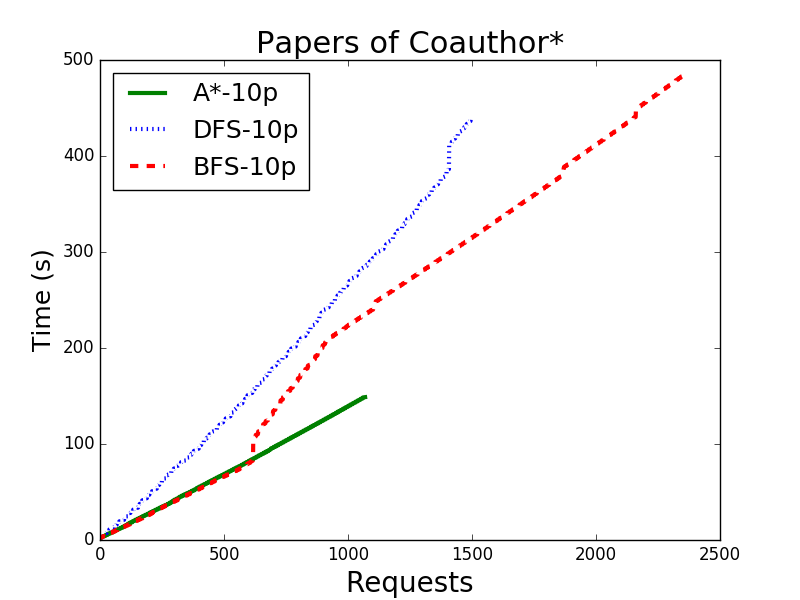 Papers of Coauthor*
A*-10p
DFS-10p
BFS-10p
500
400
300
200
100
0
Time (s)
0 500 1000 1500 2000 2500
Requests